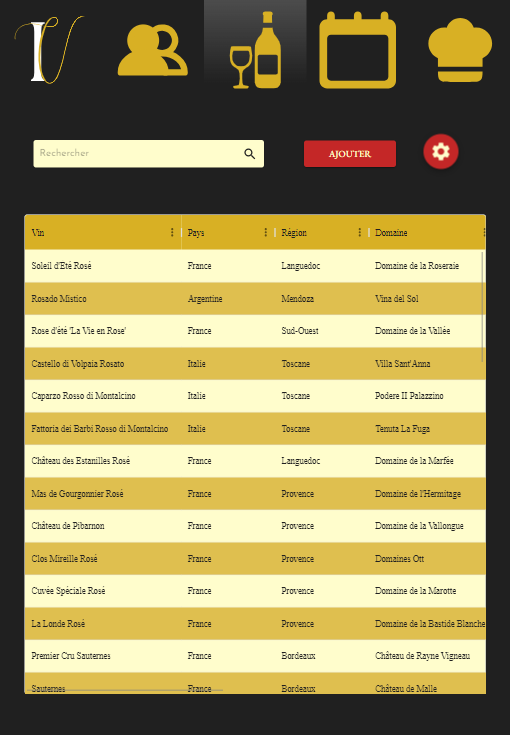 IV
Rechercher
AJOUTER
Vin Pays Région Domaine
Soleil d'Eté Rosé France Languedoc Domaine de la Roseraie
Rosado Místico Argentine Mendoza Vina del Sol
Rose d'été 'La Vie en Rose' France Sud-Ouest Domaine de la Vallée
Castello di Volpaia Rosato Italie Toscane Villa Sant'Anna
Caparzo Rosso di Montalcino Italie Toscane Podere Il Palazzino
Fattoria dei Barbi Rosso di Montalcino Italie Toscane Tenuta La Fuga
Château des Estanilles Rosé France Languedoc Domaine de la Marfée
Mas de Gourgonnier Rosé France Provence Domaine de l'Hermitage
Château de Pibarnon France Provence Domaine de la Vallongue
Clos Mireille Rosé France Provence Domaines Ott
Cuvée Spéciale Rosé France Provence Domaine de la Marotte
La Londe Rosé France Provence Domaine de la Bastide Blanche
Premier Cru Sauternes France Bordeaux Château de Rayne Vigneau
Sauternes France Bordeaux Château de Malle